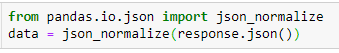 from pandas.io.json import json_normalize
data = json_normalize(response.json())